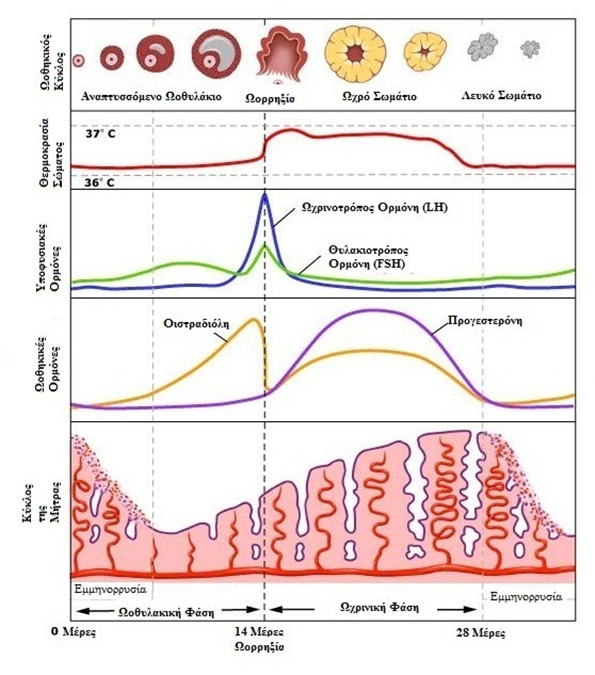 Ωοθηκικός
Κύκλος
Αναπτυσσόμενο Ωοθυλάκιο
Ωορρηξία
Ωχρό Σωμάτιο
Λευκό Σωμάτιο
Θερμοκρασία
Σώματος
37° C
36° C
Υποφυσιακές
Ορμόνες
Ωχρινοτρόπος Ορμόνη (LH)
Θυλακιοτρόπος
Ορμόνη (FSH)
Ωοθηκικές
Ορμόνες
Οιστραδιόλη
Προγεστερόνη
Κύκλος
της
Μήτρας
Εμμηνορρυσία
Εμμηνορρυσία
Ωοθυλακική Φάση
Ωχρινική Φάση
0 Μέρες
14 Μέρες
Ωορρηξία
28 Μέρες